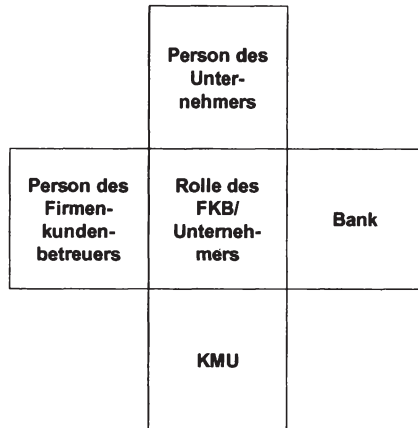 Person des
Unter-
nehmers
Person des
Firmen-
kunden-
betreuers
Rolle des
FKB/
Unterneh-
mers
Bank
KMU